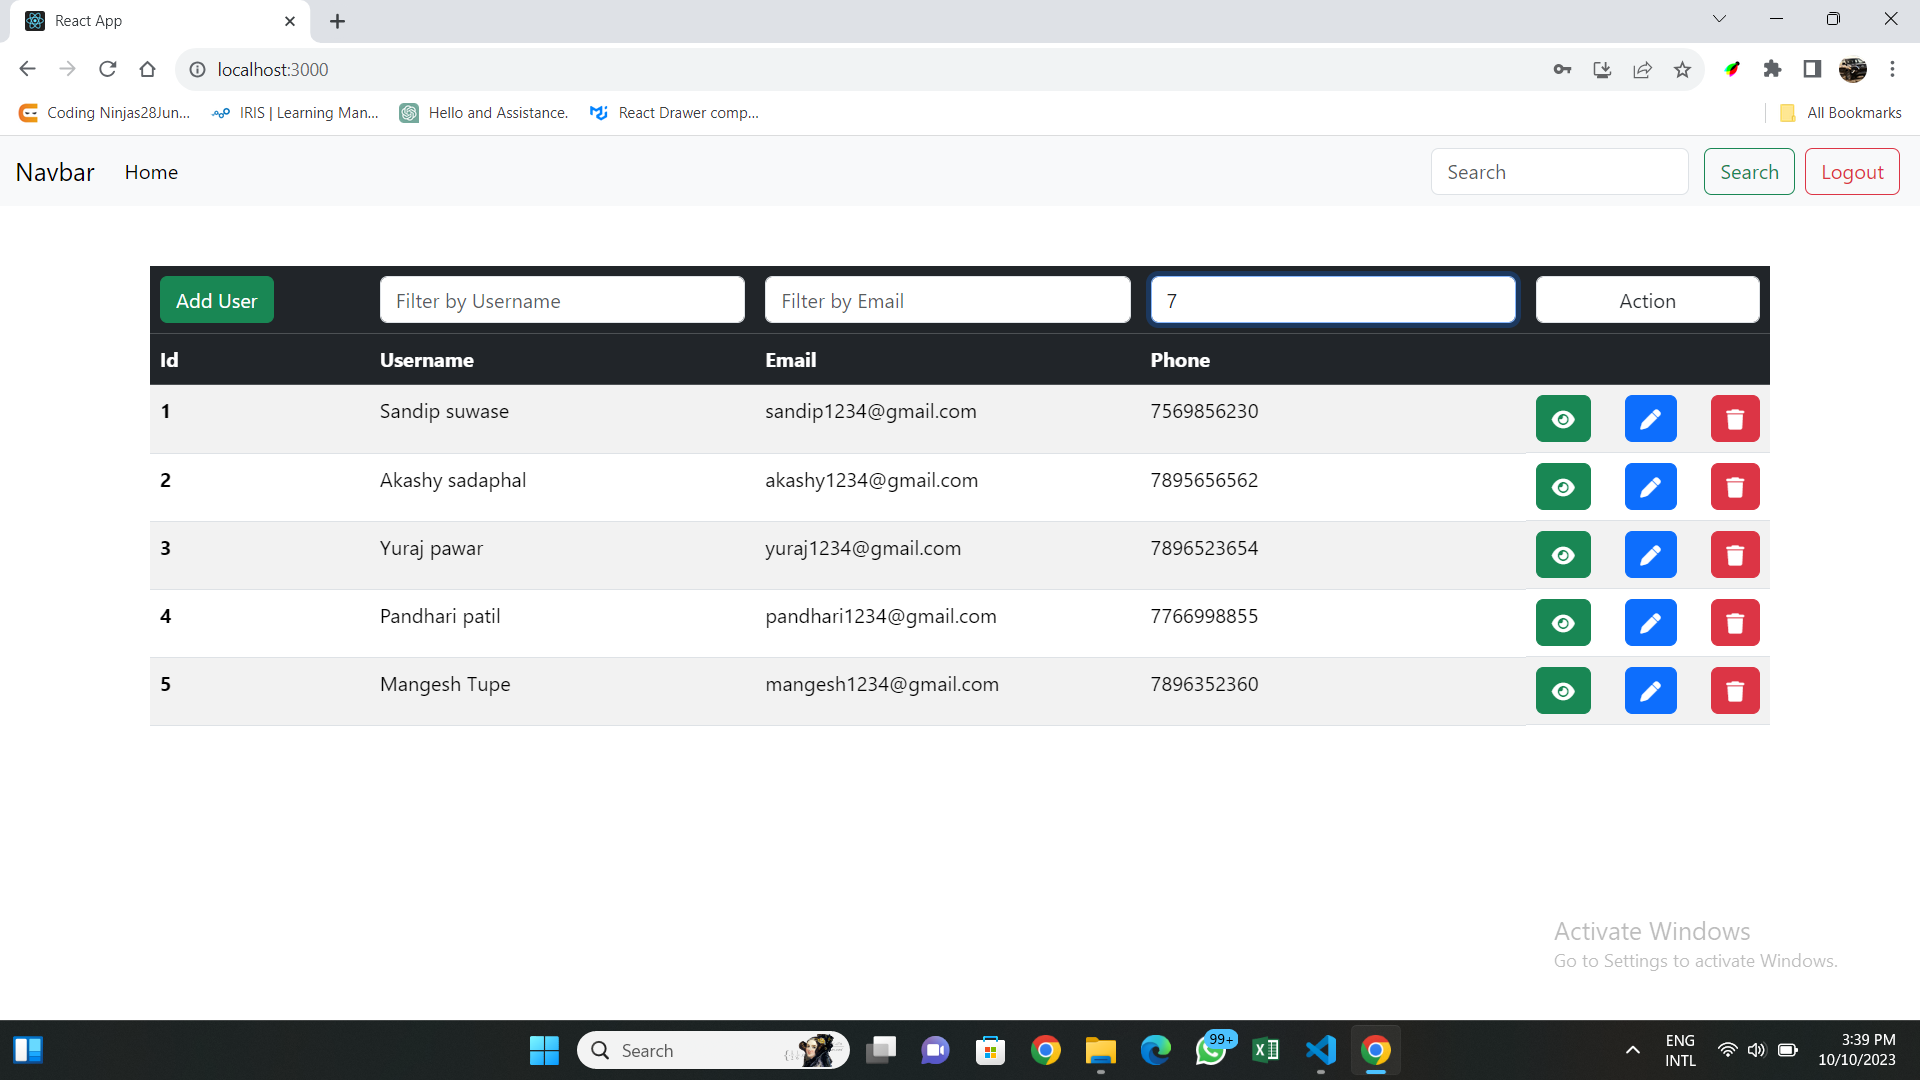 React App
localhost:3000
Coding Ninjas28Jun... IRIS | Learning Man... Hello and Assistance. React Drawer comp... All Bookmarks
Navbar Home Search Search Logout
Add User Filter by Username Filter by Email 7 Action
Id Username Email Phone
1 Sandip suwase sandip1234@gmail.com 7569856230
2 Akashy sadaphal akashy1234@gmail.com 7895656562
3 Yuraj pawar yuraj1234@gmail.com 7896523654
4 Pandhari patil pandhari1234@gmail.com 7766998855
5 Mangesh Tupe mangesh1234@gmail.com 7896352360
Activate Windows
Go to Settings to activate Windows.
Search 99+ ENG 3:39 PM
INTL 10/10/2023